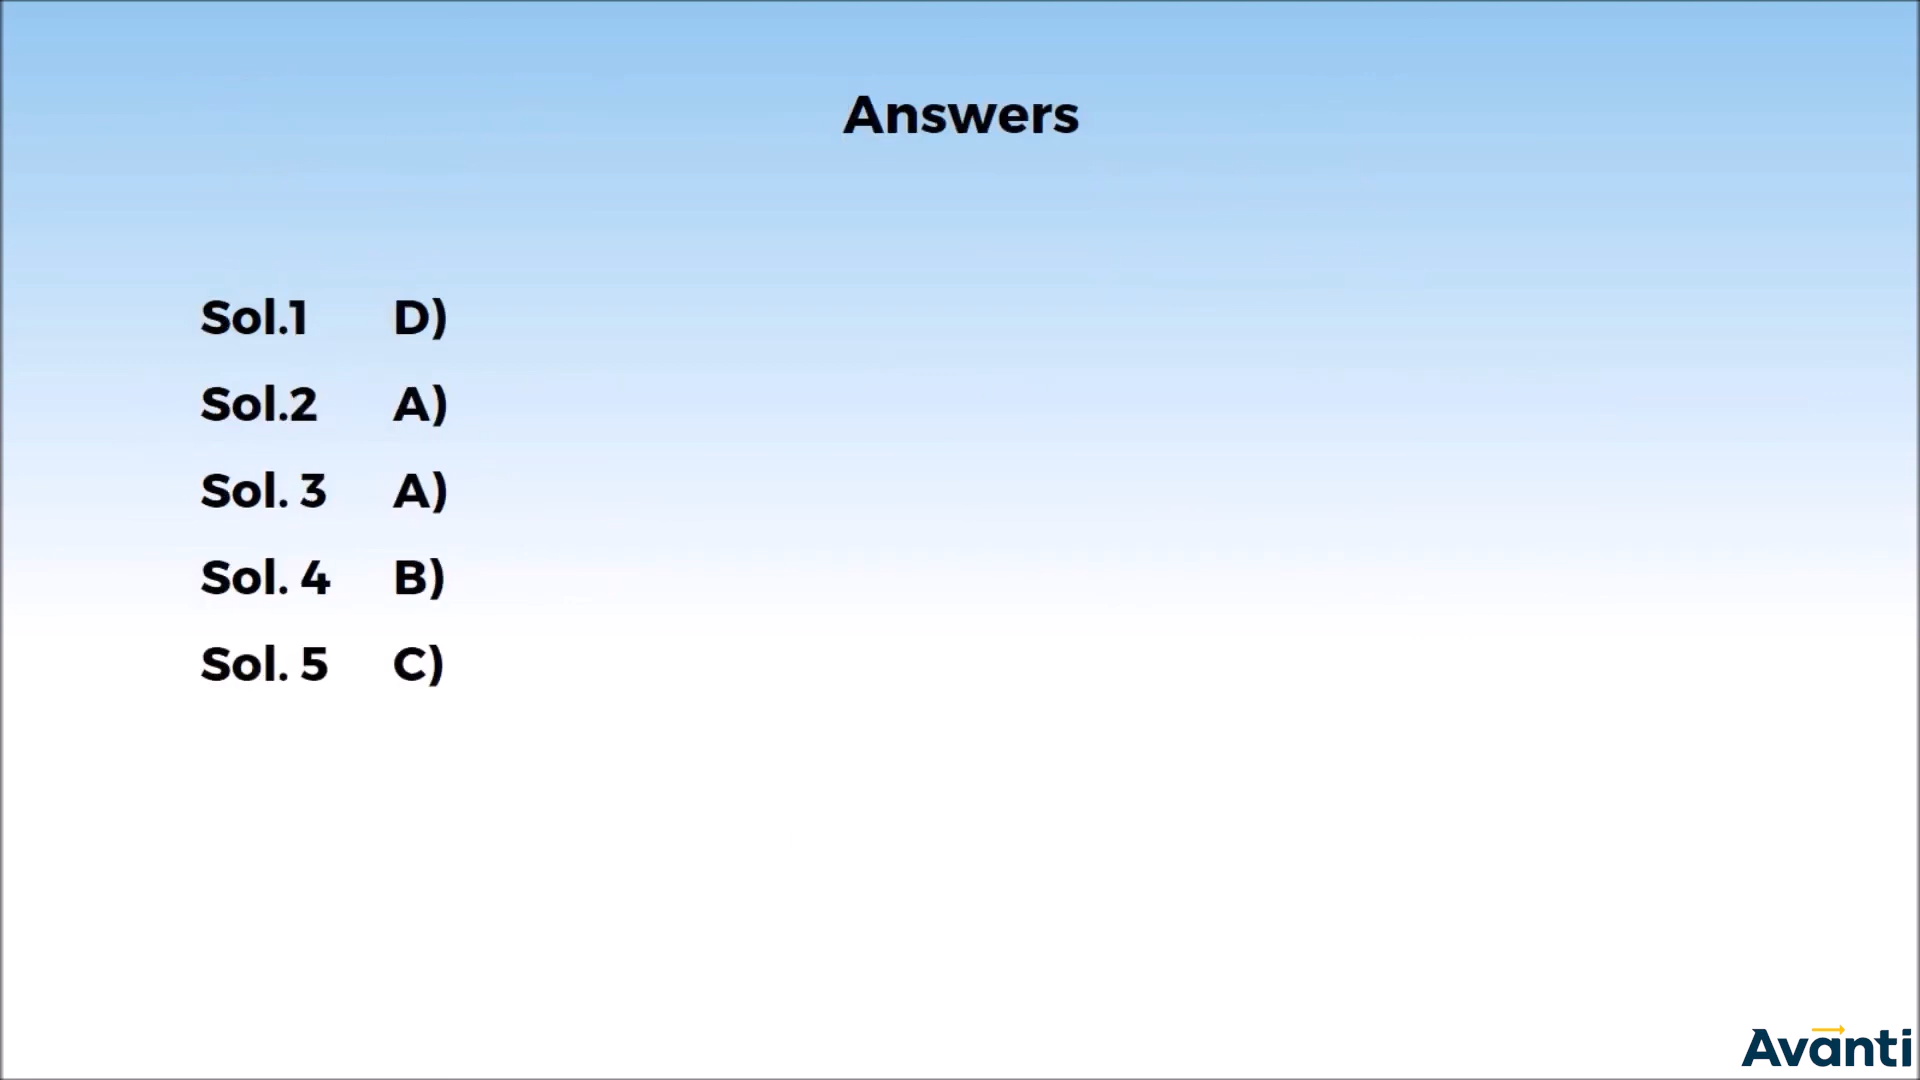 Answers
Sol.1 D)
Sol.2 A)
Sol. 3 A)
Sol. 4 B)
Sol. 5 C)
Avanti